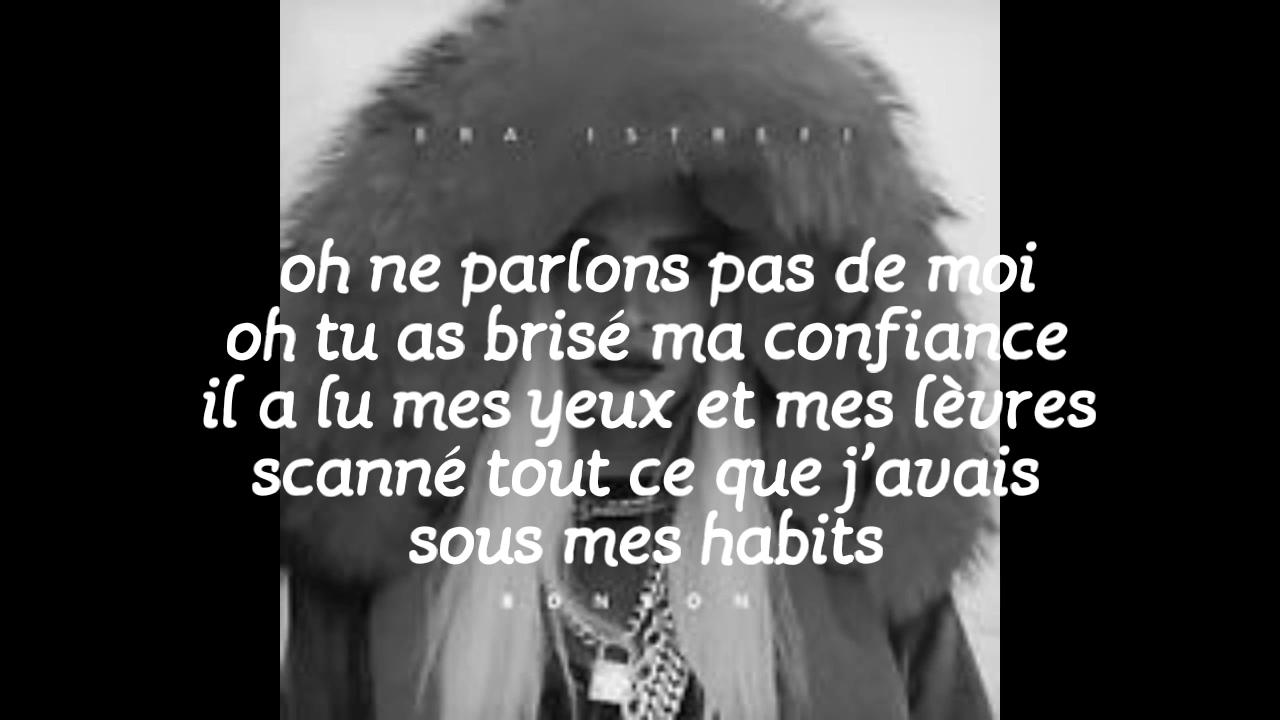 ERA ISTREFI
oh ne parlons pas de moi
oh tu as brisé ma confiance
il a lu mes yeux et mes lèvres
scanné tout ce que j'avais
sous mes habits
BONBON